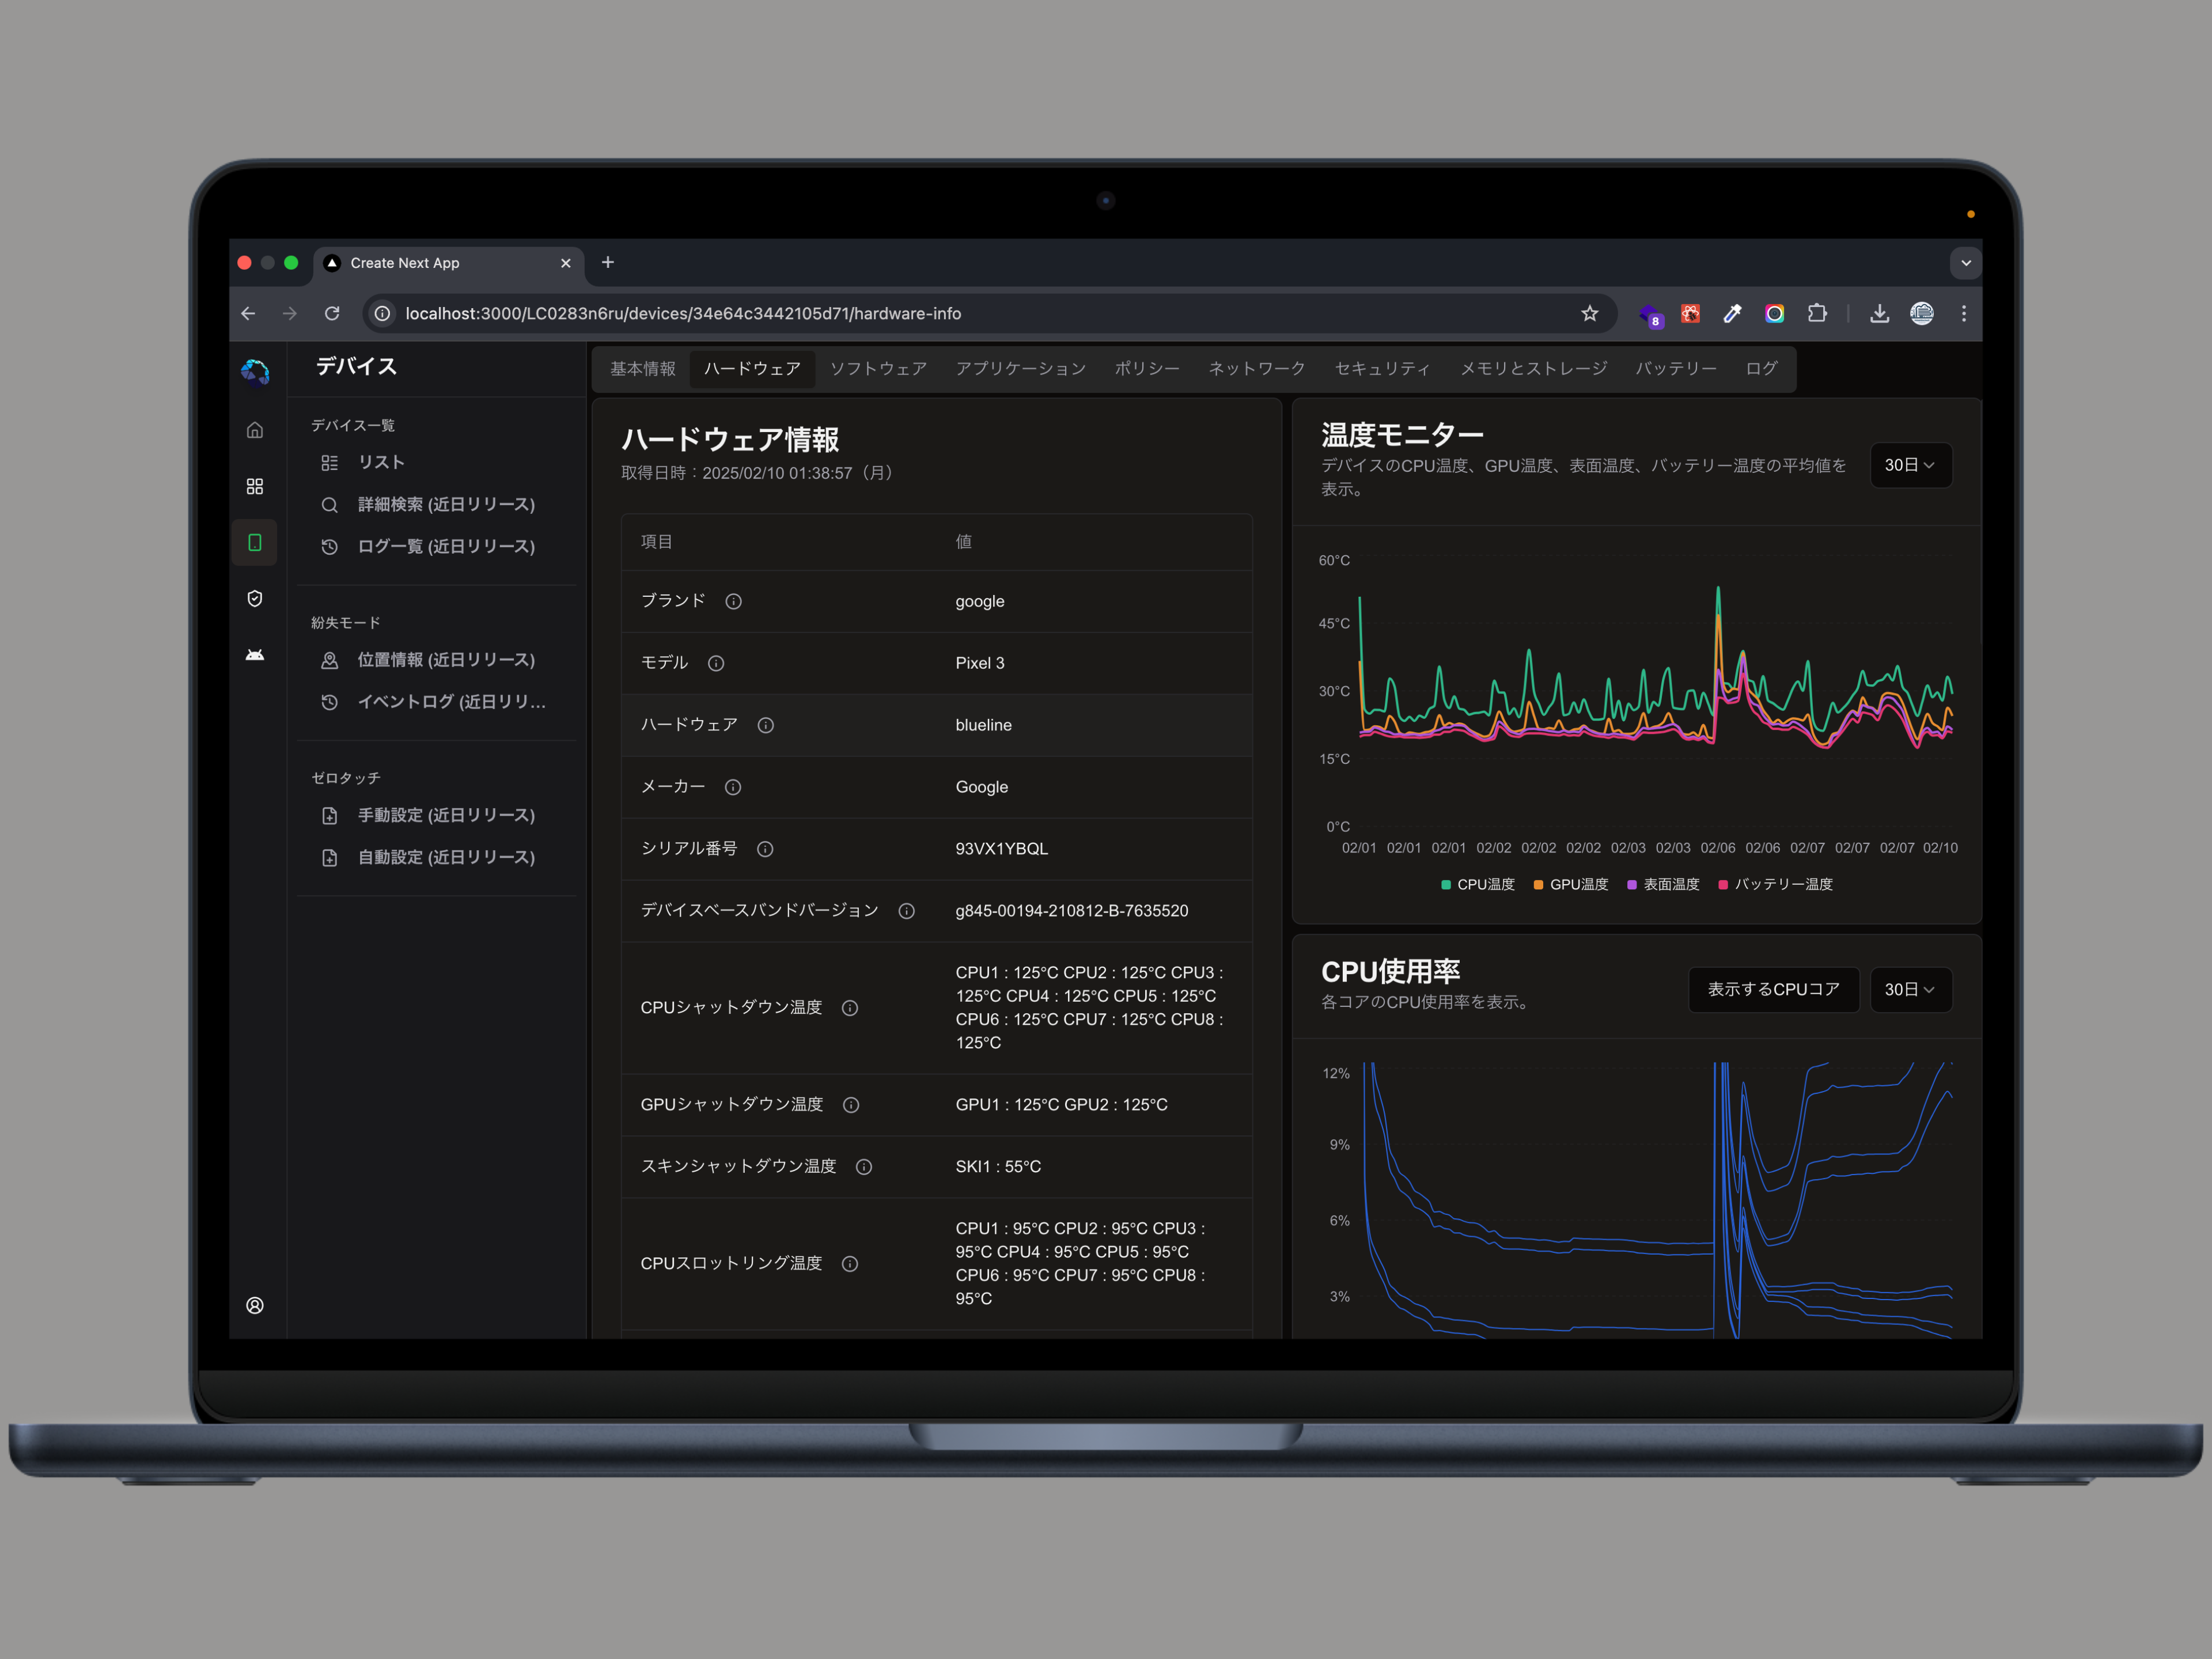 Create Next App
localhost:3000/LC0283n6ru/devices/34e64c3442105d71/hardware-info
8
デバイス
デバイス一覧
リスト
詳細検索 (近日リリース)
ログ一覧 (近日リリース)
紛失モード
位置情報 (近日リリース)
イベントログ (近日リリ...
ゼロタッチ
手動設定 (近日リリース)
自動設定 (近日リリース)
基本情報 ハードウェア ソフトウェア アプリケーション ポリシー ネットワーク セキュリティ メモリとストレージ バッテリー ログ
ハードウェア情報
取得日時：2025/02/10 01:38:57（月）
項目 値
ブランド google
モデル Pixel 3
ハードウェア blueline
メーカー Google
シリアル番号 93VX1YBQL
デバイスベースバンドバージョン g845-00194-210812-B-7635520
CPUシャットダウン温度
CPU1 : 125°C CPU2 : 125°C CPU3 :
125°C CPU4 : 125°C CPU5 : 125°C
CPU6 : 125°C CPU7 : 125°C CPU8 :
125°C
GPUシャットダウン温度 GPU1 : 125°C GPU2 : 125°C
スキンシャットダウン温度 SKI1 : 55°C
CPUスロットリング温度
CPU1 : 95°C CPU2 : 95°C CPU3 :
95°C CPU4 : 95°C CPU5 : 95°C
CPU6 : 95°C CPU7 : 95°C CPU8 :
95°C
温度モニター
デバイスのCPU温度、GPU温度、表面温度、バッテリー温度の平均値を
表示。
30日
60°C
45°C
30°C
15°C
0°C
02/01 02/01 02/01 02/02 02/02 02/02 02/03 02/03 02/06 02/06 02/07 02/07 02/07 02/10
CPU温度 GPU温度 表面温度 バッテリー温度
CPU使用率
各コアのCPU使用率を表示。
表示するCPUコア
30日
12%
9%
6%
3%